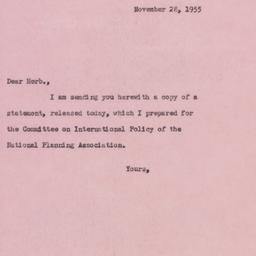 November 28, 1955
Dear Herb.,
I am sending you herewith a copy of a
statement, released today, which I prepared for
the Committee on International Policy of the
National Planning Association.
Yours,